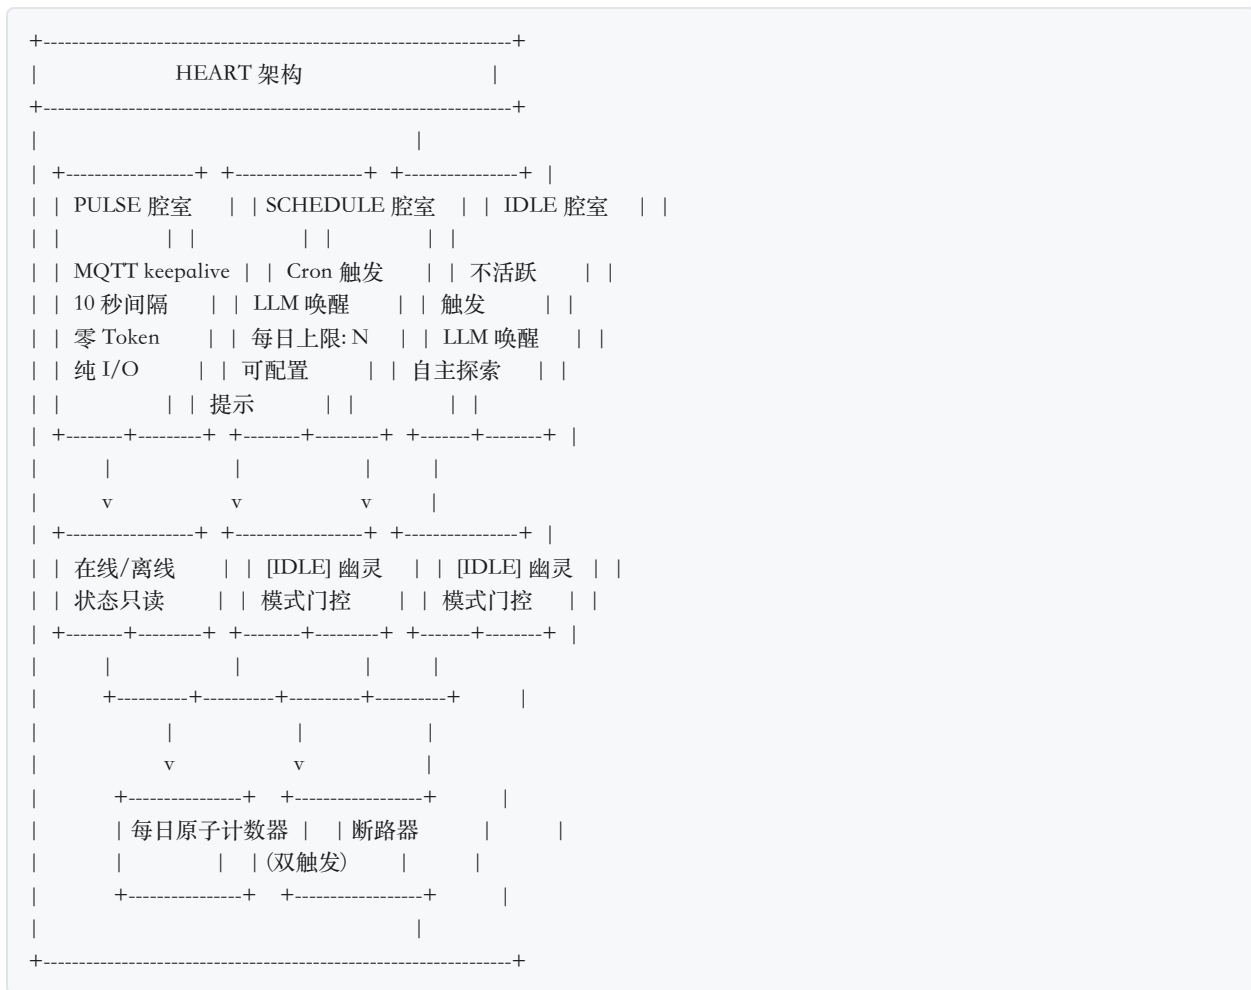 +------------------------------------------------------------------+
|                    HEART 架构                           |
+------------------------------------------------------------------+
|                                                      |
|  +------------------+  +------------------+  +----------------+  |
|  |  PULSE 腔室     |  | SCHEDULE 腔室   |  |  IDLE 腔室    |  |
|  |                 |  |                |  |              |  |
|  |  MQTT keepalive  |  |  Cron 触发      |  |  不活跃       |  |
|  |  10 秒间隔      |  |  LLM 唤醒       |  |  触发        |  |
|  |  零 Token       |  |  每日上限: N    |  |  LLM 唤醒     |  |
|  |  纯 I/O        |  |  可配置        |  |  自主探索     |  |
|  |                 |  |  提示          |  |              |  |
|  +--------+---------+  +--------+---------+  +-------+--------+  |
|          |                  |                  |         |
|          v                  v                  v         |
|  +------------------+  +------------------+  +----------------+  |
|  |  在线/离线      |  |  [IDLE] 幽灵    |  |  [IDLE] 幽灵  |  |
|  |  状态只读       |  |  模式门控       |  |  模式门控     |  |
|  +--------+---------+  +--------+---------+  +-------+--------+  |
|          |                  |                  |         |
|          +----------+----------+----------+----------+         |
|                    |                  |                  |
|                    v                  v                  |
|            +----------------+    +------------------+          |
|            | 每日原子计数器  |    | 断路器          |          |
|            |              |    | (双触发)        |          |
|            +----------------+    +------------------+          |
|                                                      |
+------------------------------------------------------------------+